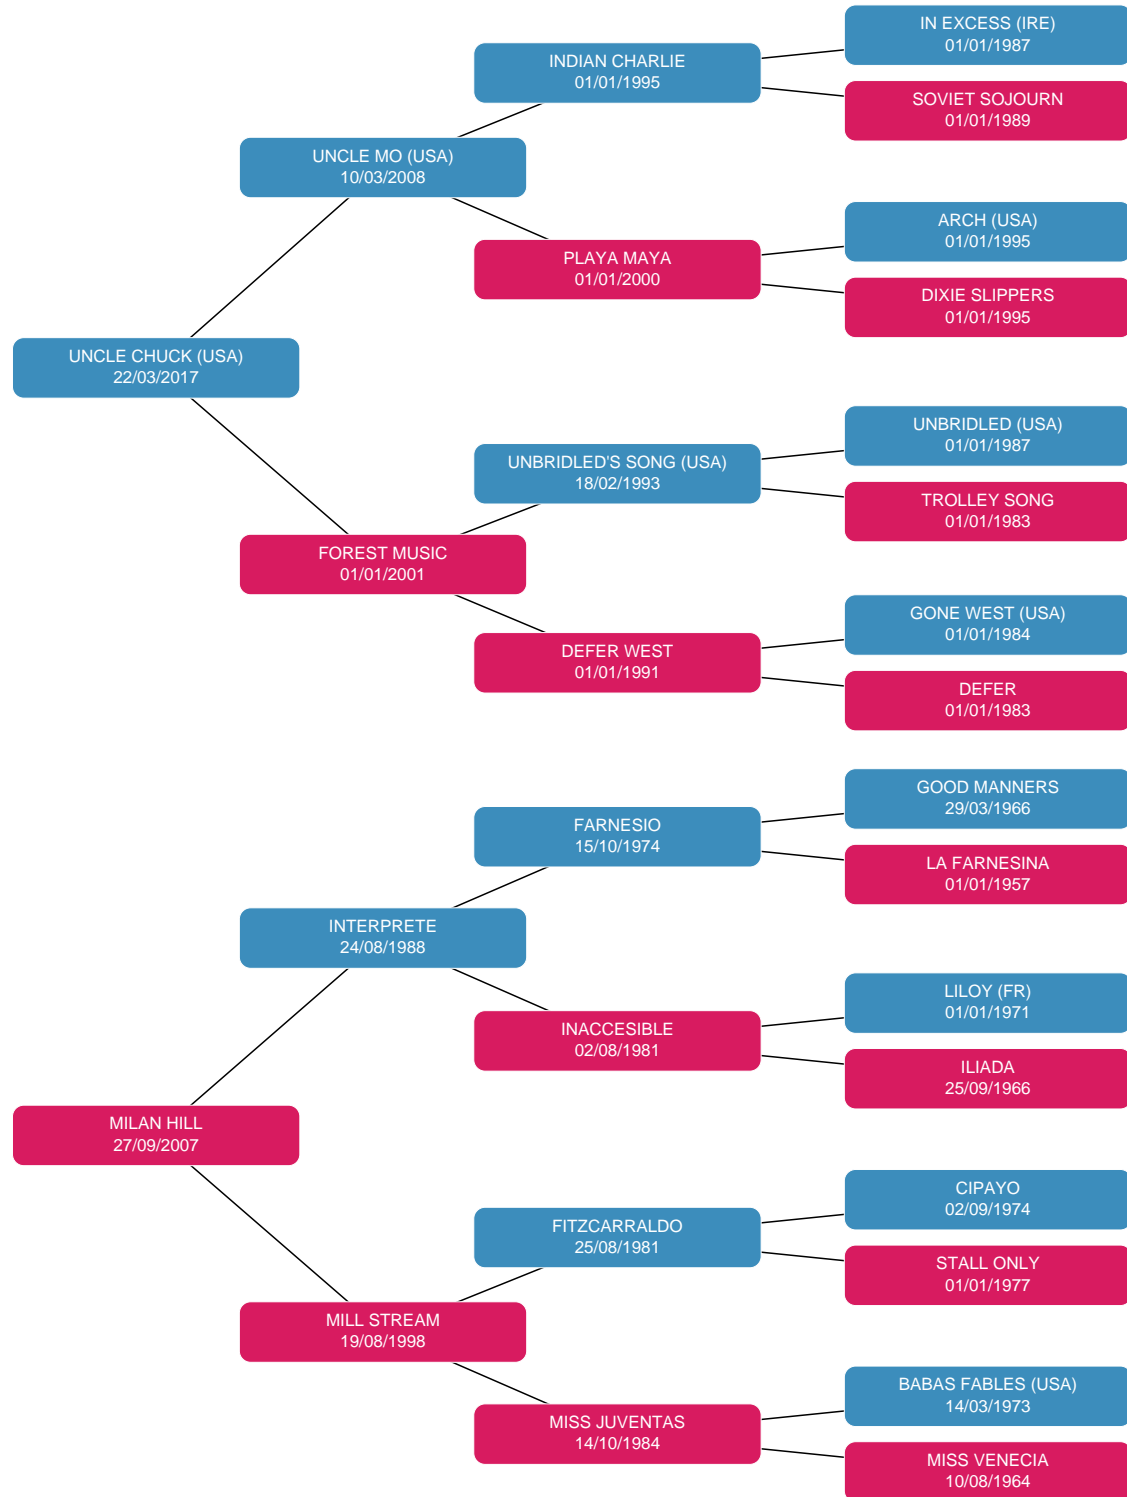 IN EXCESS (IRE)
01/01/1987
INDIAN CHARLIE
01/01/1995
SOVIET SOJOURN
01/01/1989
UNCLE MO (USA)
10/03/2008
ARCH (USA)
01/01/1995
PLAYA MAYA
01/01/2000
DIXIE SLIPPERS
01/01/1995
UNCLE CHUCK (USA)
22/03/2017
UNBRIDLED (USA)
01/01/1987
UNBRIDLED'S SONG (USA)
18/02/1993
TROLLEY SONG
01/01/1983
FOREST MUSIC
01/01/2001
GONE WEST (USA)
01/01/1984
DEFER WEST
01/01/1991
DEFER
01/01/1983
GOOD MANNERS
29/03/1966
FARNESIO
15/10/1974
LA FARNESINA
01/01/1957
INTERPRETE
24/08/1988
LILOY (FR)
01/01/1971
INACCESIBLE
02/08/1981
ILIADA
25/09/1966
MILAN HILL
27/09/2007
CIPAYO
02/09/1974
FITZCARRALDO
25/08/1981
STALL ONLY
01/01/1977
MILL STREAM
19/08/1998
BABAS FABLES (USA)
14/03/1973
MISS JUVENTAS
14/10/1984
MISS VENECIA
10/08/1964